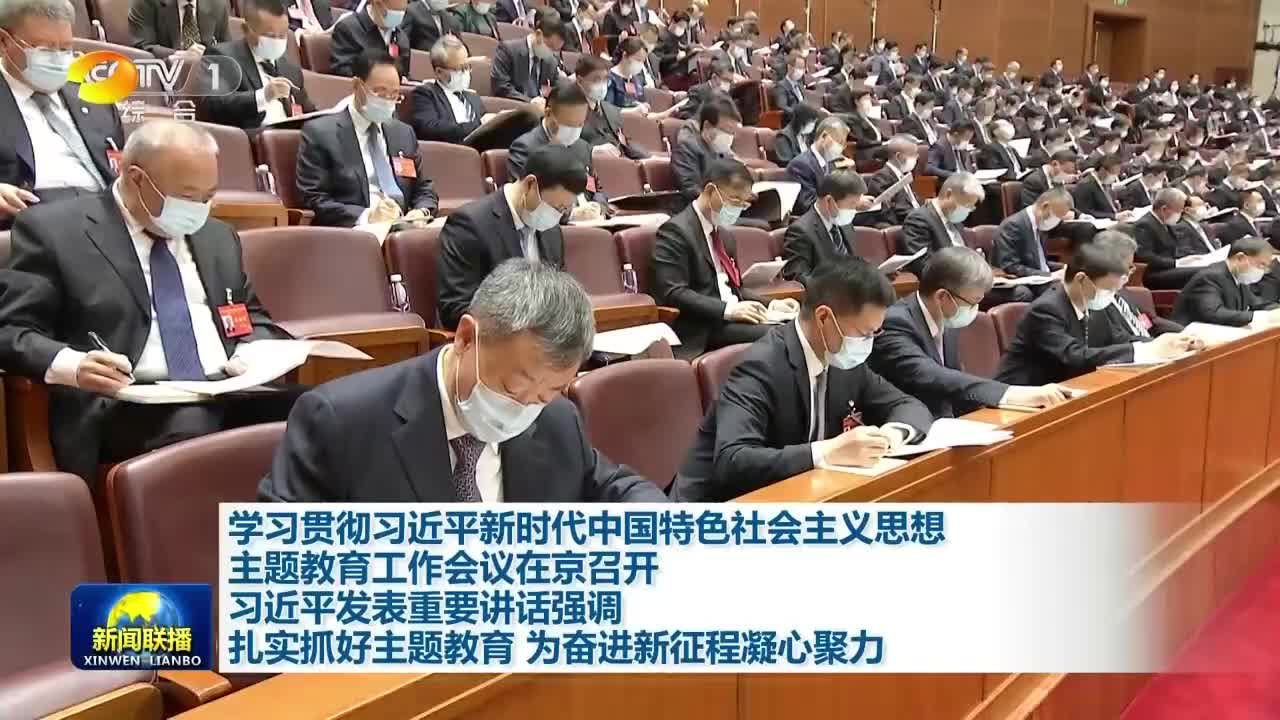 CCTV 1
综合
学习贯彻习近平新时代中国特色社会主义思想
主题教育工作会议在京召开
习近平发表重要讲话强调
扎实抓好主题教育 为奋进新征程凝心聚力
新闻联播
XINWEN LIANBO